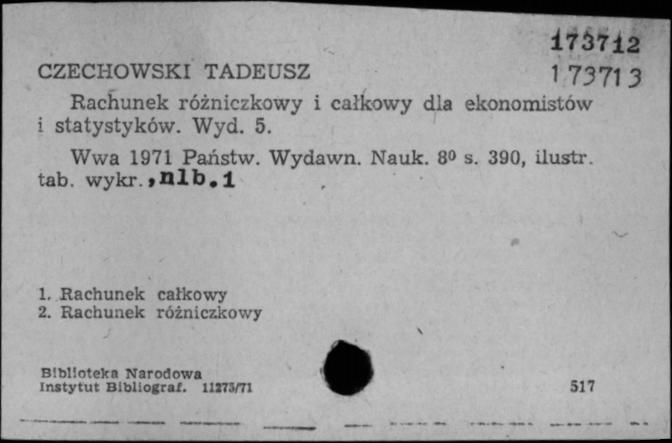 173712
CZECHOWSKI TADEUSZ 173713
Rachunek różniczkowy i całkowy dla ekonomistów
i statystyków. Wyd. 5.
Wwa 1971 Państw. Wydawn. Nauk. 8⁰ s. 390, ilustr.
tab. wykr. , nlb. 1
1. Rachunek całkowy
2. Rachunek różniczkowy
Biblioteka Narodowa
Instytut Bibliograf. 11275/71 517